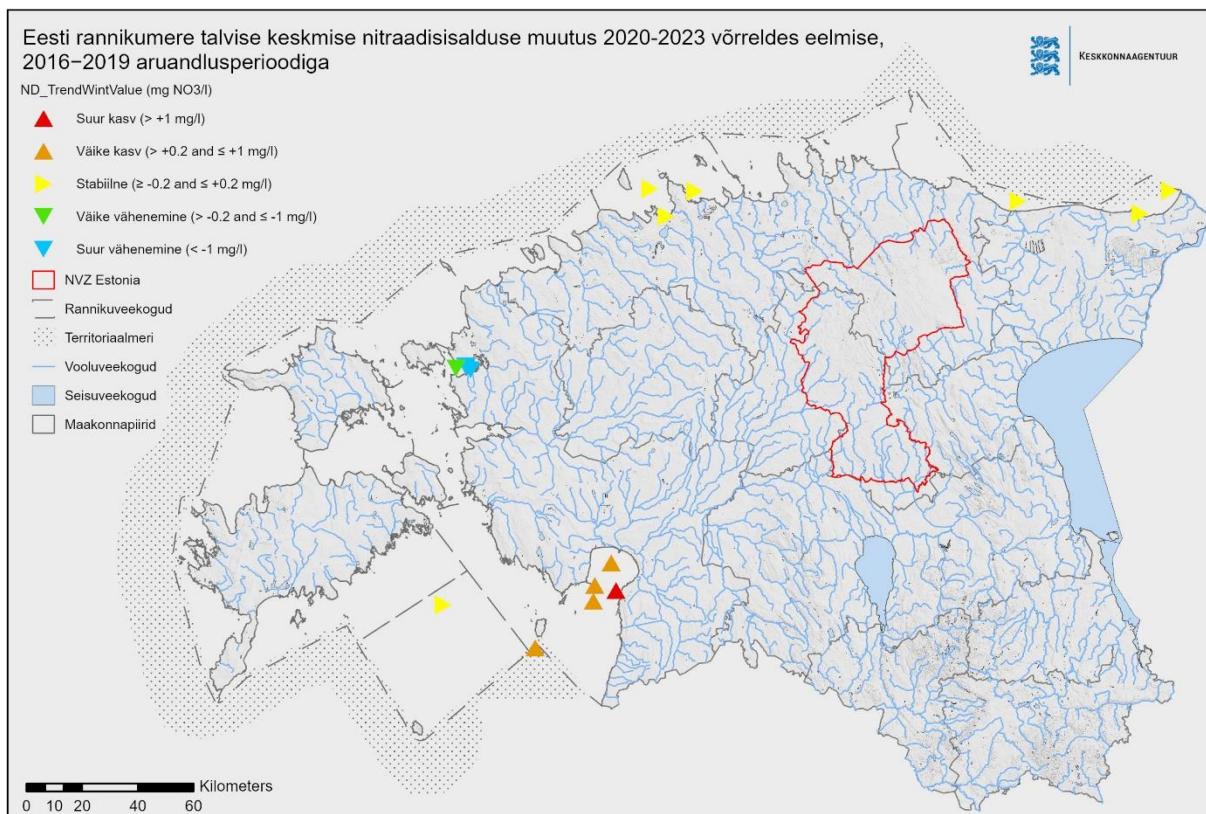 Eesti rannikumere talvise keskmise nitraadisisalduse muutus 2020-2023 võrreldes eelmise,
2016−2019 aruandlusperioodiga
KESKKONNAAGENTUUR
ND_TrendWintValue (mg NO3/l)
Suur kasv (> +1 mg/l)
Väike kasv (> +0.2 and ≤ +1 mg/l)
Stabiilne (≥ -0.2 and ≤ +0.2 mg/l)
Väike vähenemine (> -0.2 and ≤ -1 mg/l)
Suur vähenemine (< -1 mg/l)
NVZ Estonia
Rannikuveekogud
Territoriaalmeri
Vooluveekogud
Seisuveekogud
Maakonnapiirid
Kilometers
0 10 20 40 60